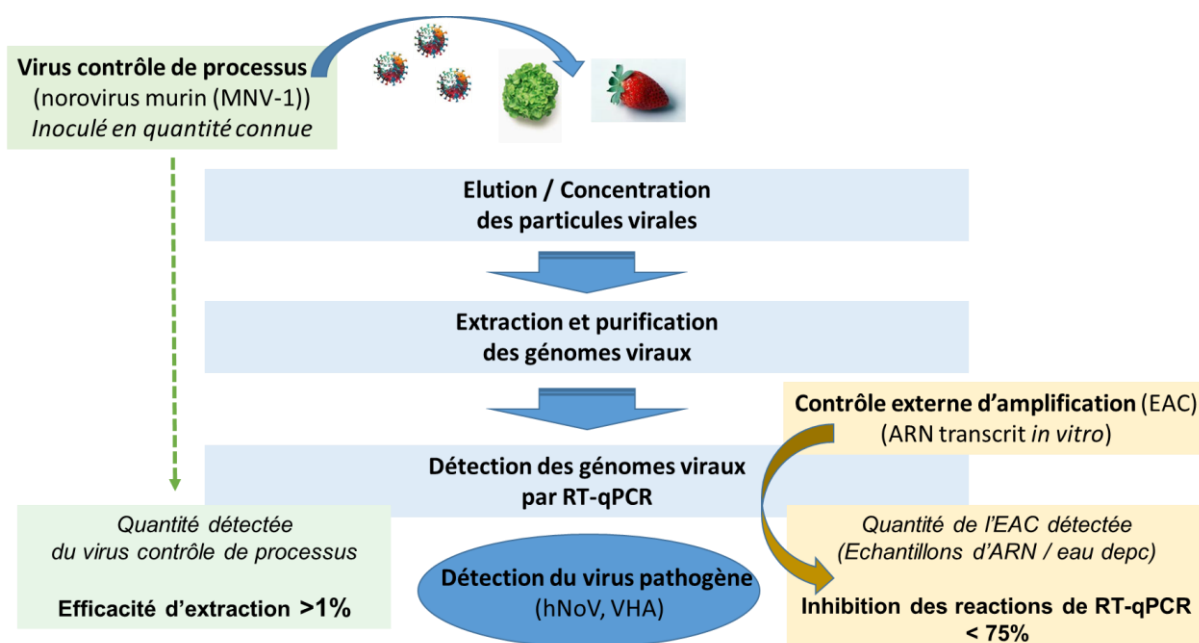 Virus contrôle de processus
(norovirus murin (MNV-1))
Inoculé en quantité connue
Elution / Concentration
des particules virales
Extraction et purification
des génomes viraux
Contrôle externe d'amplification (EAC)
(ARN transcrit in vitro)
Détection des génomes viraux
par RT-qPCR
Quantité détectée
du virus contrôle de processus
Efficacité d'extraction >1%
Détection du virus pathogène
(hNoV, VHA)
Quantité de l'EAC détectée
(Echantillons d'ARN / eau depc)
Inhibition des reactions de RT-qPCR
< 75%